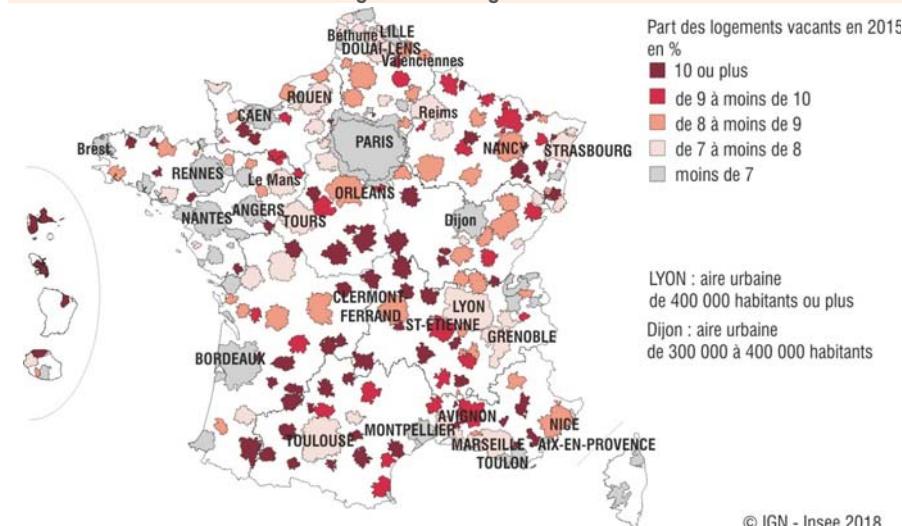 Part des logements vacants en 2015
en %
10 ou plus
de 9 à moins de 10
de 8 à moins de 9
de 7 à moins de 8
moins de 7
LYON : aire urbaine
de 400 000 habitants ou plus
Dijon : aire urbaine
de 300 000 à 400 000 habitants
Béthune LILLE
DOUAI-LENS
Valenciennes
ROUEN
CAEN
Reims
PARIS
NANCY
STRASBOURG
Brest
RENNES
Le Mans
ORLÉANS
ANGERS
NANTES
TOURS
Dijon
CLERMONT-
FERRAND
LYON
ST-ETIENNE
GRENOBLE
BORDEAUX
AVIGNON
NICE
MONTPELLIER
TOULOUSE
MARSEILLE
AIX-EN-PROVENCE
TOULON
© IGN - Insee 2018